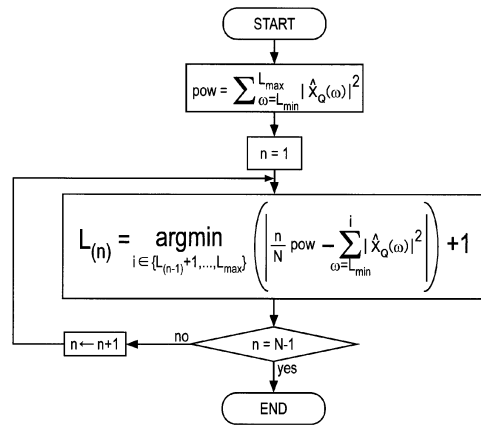 START
pow = ∑ L_max ω=L_min | X̂_Q(ω)|²
n = 1
L_(n) = argmin i∈{L_(n-1)+1,...,L_max} ( | n/N pow − ∑ i ω=L_min | X̂_Q(ω)|² | ) +1
n = N-1
no
n ← n+1
yes
END